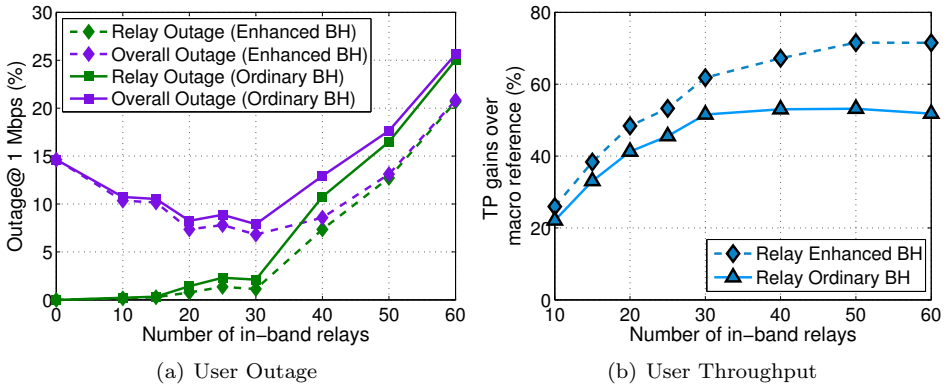 30
25
20
15
10
5
0
Outage@ 1 Mbps (%)
Relay Outage (Enhanced BH)
Overall Outage (Enhanced BH)
Relay Outage (Ordinary BH)
Overall Outage (Ordinary BH)
0 10 20 30 40 50 60
Number of in−band relays
(a) User Outage
80
60
40
20
0
TP gains over
macro reference (%)
Relay Enhanced BH
Relay Ordinary BH
10 20 30 40 50 60
Number of in−band relays
(b) User Throughput